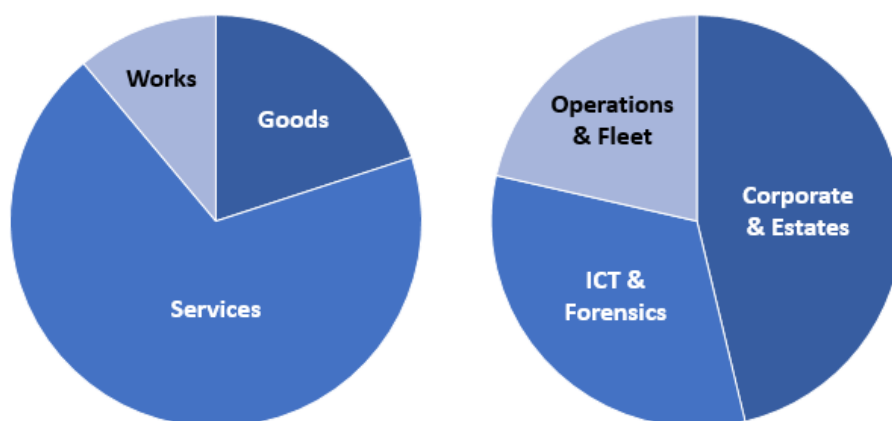 Works
Goods
Services
Operations
& Fleet
Corporate
& Estates
ICT &
Forensics